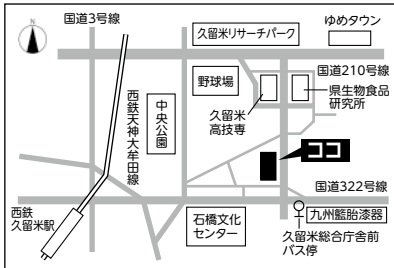 国道3号線
久留米リサーチパーク
ゆめタウン
西鉄天神大牟田線
中央公園
野球場
国道210号線
久留米
高技専
県生物食品
研究所
ココ
国道322号線
西鉄
久留米駅
石橋文化
センター
九州籃胎漆器
久留米総合庁舎前
バス停